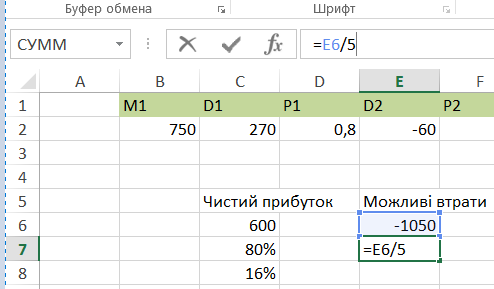 Буфер обмена Шрифт
СУММ =E6/5
A B C D E F
1 M1 D1 P1 D2 P2
2 750 270 0,8 -60
3
4
5 Чистий прибуток Можливі втрати
6 600 -1050
7 80% =E6/5
8 16%